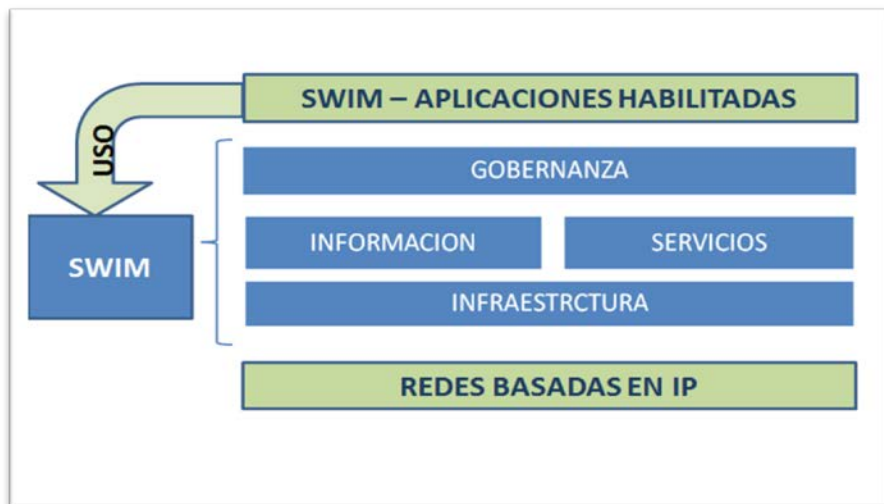 SWIM – APLICACIONES HABILITADAS
USO
GOBERNANZA
INFORMACION
SERVICIOS
SWIM
INFRAESTRCTURA
REDES BASADAS EN IP